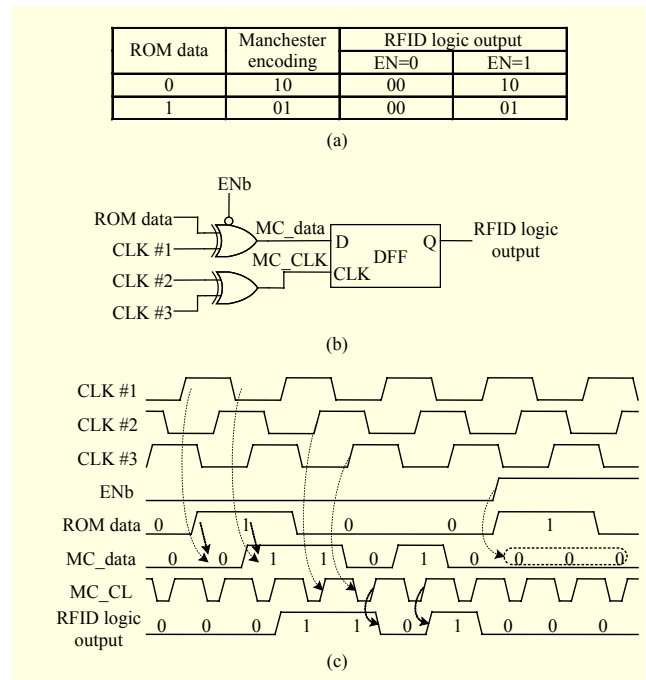 ROM data Manchester encoding RFID logic output
EN=0 EN=1
0 10 00 10
1 01 00 01
(a)
ENb
ROM data
MC_data
CLK #1
D DFF Q
RFID logic output
MC_CLK
CLK
CLK #2
CLK #3
(b)
CLK #1
CLK #2
CLK #3
ENb
ROM data 0 1 0 0 1
MC_data 0 0 1 1 0 1 0 0 0 0
MC_CL
RFID logic output 0 0 0 1 1 0 1 0 0 0
(c)